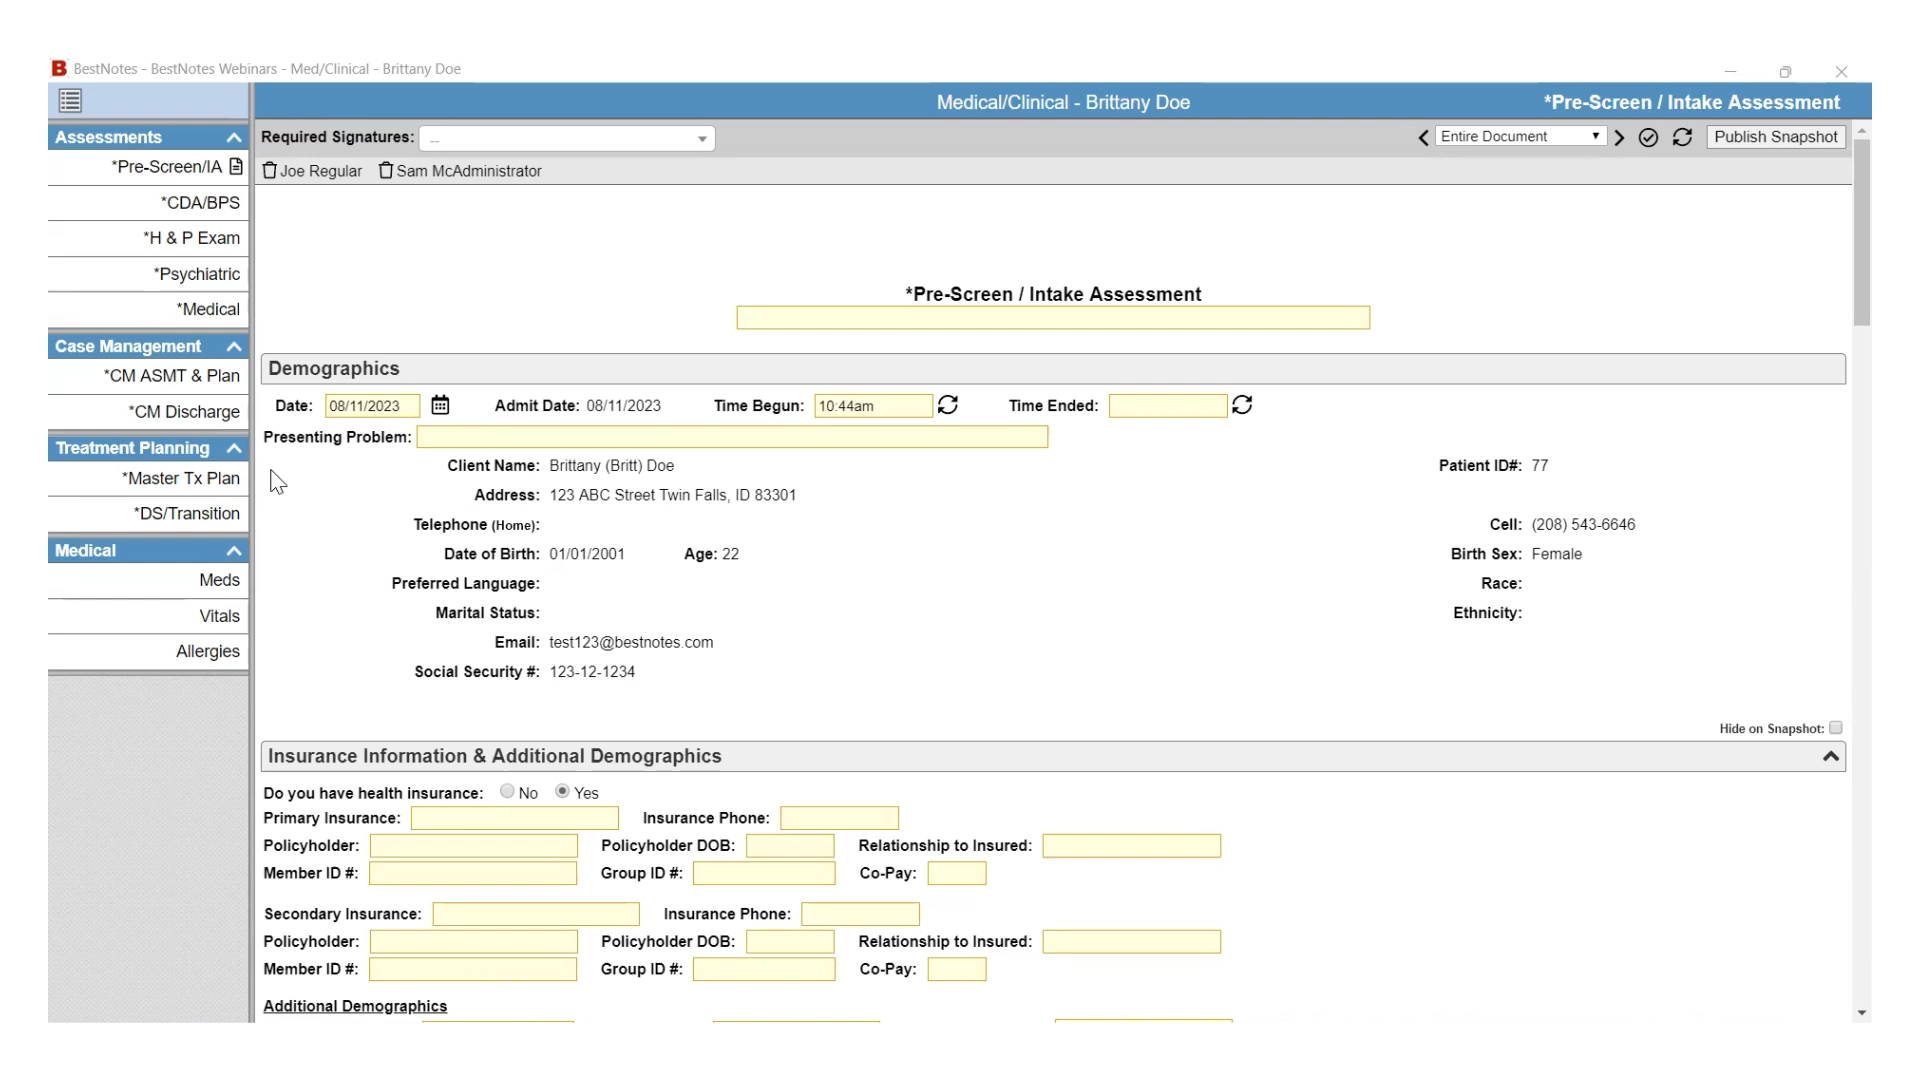 BestNotes - BestNotes Webinars - Med/Clinical - Brittany Doe
Medical/Clinical - Brittany Doe
*Pre-Screen / Intake Assessment
Assessments
*Pre-Screen/IA
*CDA/BPS
*H & P Exam
*Psychiatric
*Medical
Case Management
*CM ASMT & Plan
*CM Discharge
Treatment Planning
*Master Tx Plan
*DS/Transition
Medical
Meds
Vitals
Allergies
Required Signatures: ...
Entire Document
Publish Snapshot
Joe Regular Sam McAdministrator
*Pre-Screen / Intake Assessment
Demographics
Date: 08/11/2023 Admit Date: 08/11/2023 Time Begun: 10:44am Time Ended:
Presenting Problem:
Client Name: Brittany (Britt) Doe Patient ID#: 77
Address: 123 ABC Street Twin Falls, ID 83301
Telephone (Home): Cell: (208) 543-6646
Date of Birth: 01/01/2001 Age: 22 Birth Sex: Female
Preferred Language: Race:
Marital Status: Ethnicity:
Email: test123@bestnotes.com
Social Security #: 123-12-1234
Hide on Snapshot:
Insurance Information & Additional Demographics
Do you have health insurance: No Yes
Primary Insurance: Insurance Phone:
Policyholder: Policyholder DOB: Relationship to Insured:
Member ID #: Group ID #: Co-Pay:
Secondary Insurance: Insurance Phone:
Policyholder: Policyholder DOB: Relationship to Insured:
Member ID #: Group ID #: Co-Pay:
Additional Demographics